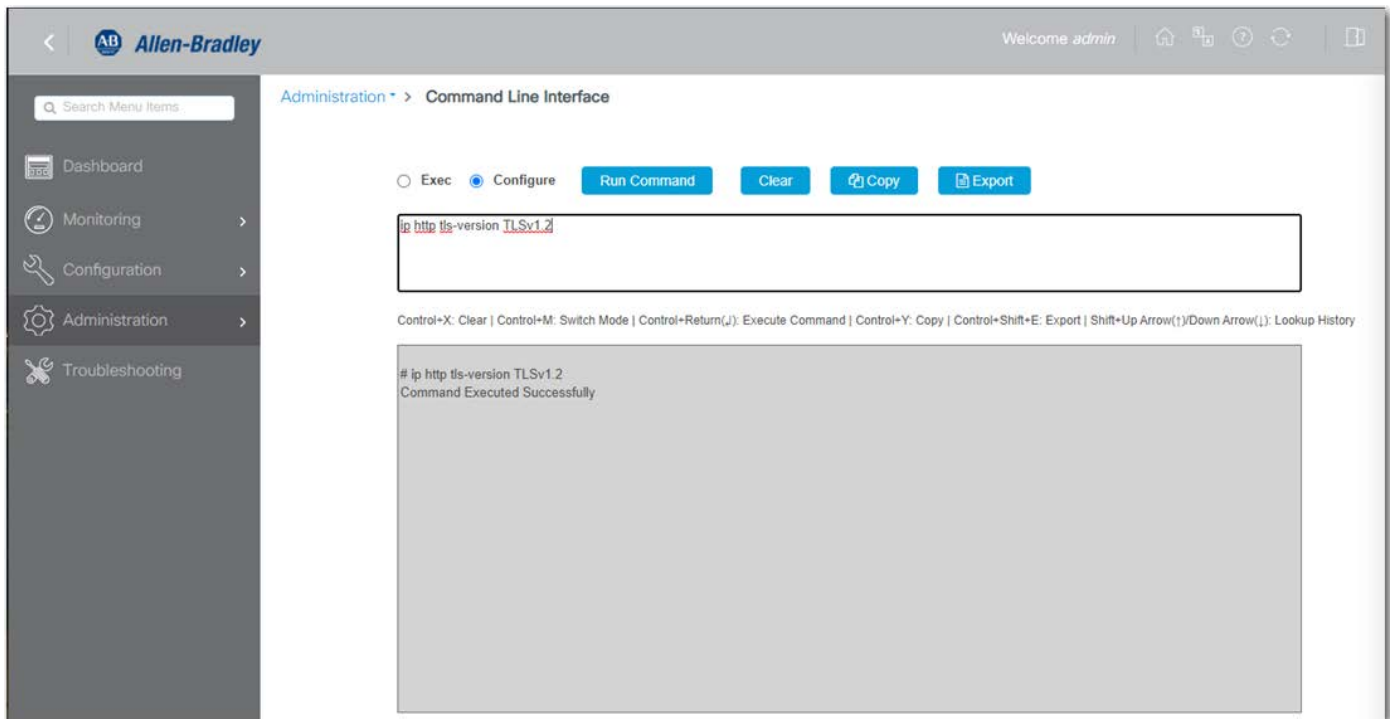 AB Allen-Bradley
Welcome admin
Search Menu Items
Administration > Command Line Interface
Dashboard
Exec Configure Run Command Clear Copy Export
Monitoring
ip http tls-version TLSv1.2
Configuration
Administration
Control+X: Clear | Control+M: Switch Mode | Control+Return(↲): Execute Command | Control+Y: Copy | Control+Shift+E: Export | Shift+Up Arrow(↑)/Down Arrow(↓): Lookup History
Troubleshooting
# ip http tls-version TLSv1.2
Command Executed Successfully